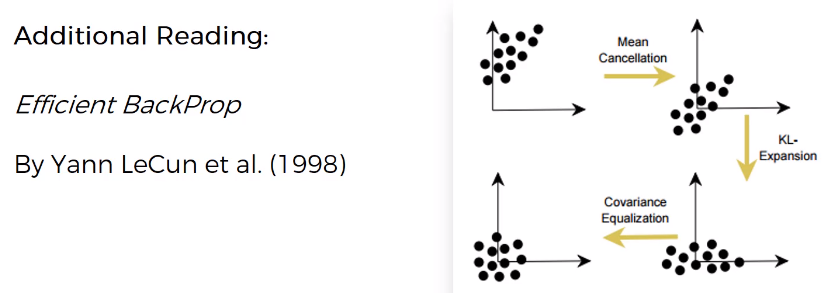 Additional Reading:
Efficient BackProp
By Yann LeCun et al. (1998)
Mean
Cancellation
KL-
Expansion
Covariance
Equalization